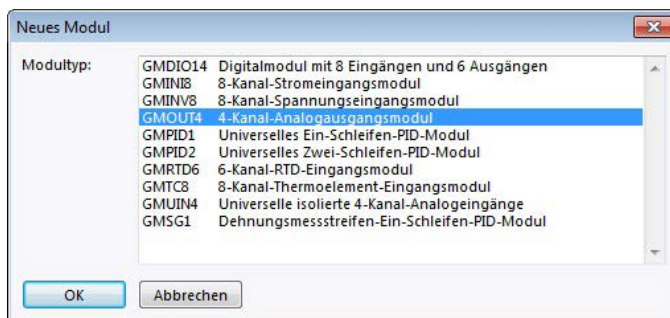 Neues Modul
Modultyp:
GMDIO14 Digitalmodul mit 8 Eingängen und 6 Ausgängen
GMINI8 8-Kanal-Stromeingangsmodul
GMINV8 8-Kanal-Spannungseingangsmodul
GMOUT4 4-Kanal-Analogausgangsmodul
GMPID1 Universelles Ein-Schleifen-PID-Modul
GMPID2 Universelles Zwei-Schleifen-PID-Modul
GMRTD6 6-Kanal-RTD-Eingangsmodul
GMTC8 8-Kanal-Thermoelement-Eingangsmodul
GMUIN4 Universelle isolierte 4-Kanal-Analogeingänge
GMSG1 Dehnungsmessstreifen-Ein-Schleifen-PID-Modul
OK Abbrechen